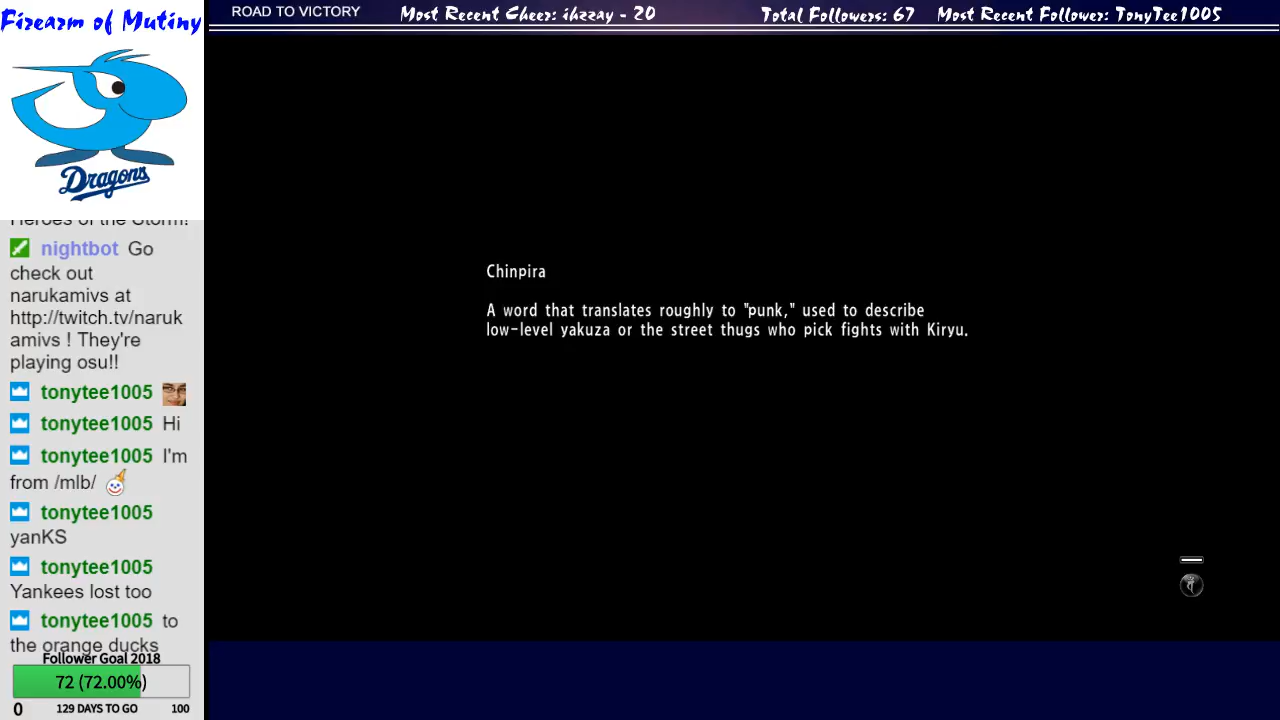 ROAD TO VICTORY
Most Recent Cheer: ihzzay - 20
Total Followers: 67
Most Recent Follower: TonyTee1005
Firearm of Mutiny
Dragons
Heroes of the Storm!
nightbot Go
check out
narukamivs at
http://twitch.tv/naruk
amivs ! They're
playing osu!!
tonytee1005
tonytee1005 Hi
tonytee1005 I'm
from /mlb/
tonytee1005
yanKS
tonytee1005
Yankees lost too
tonytee1005 to
the orange ducks
Follower Goal 2018
72 (72.00%)
0 129 DAYS TO GO 100
Chinpira
A word that translates roughly to "punk," used to describe
low-level yakuza or the street thugs who pick fights with Kiryu.